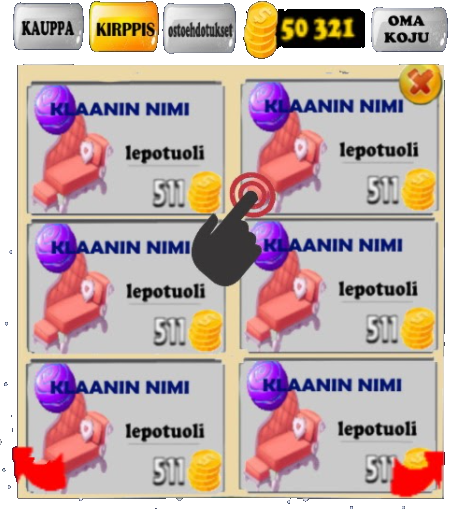 KAUPPA
KIRPPIS
ostoehdotukset
50 321
OMA
KOJU
KLAANIN NIMI
lepotuoli
511
KLAANIN NIMI
lepotuoli
511
KLAANIN NIMI
lepotuoli
511
KLAANIN NIMI
lepotuoli
511
KLAANIN NIMI
lepotuoli
511
KLAANIN NIMI
lepotuoli
511